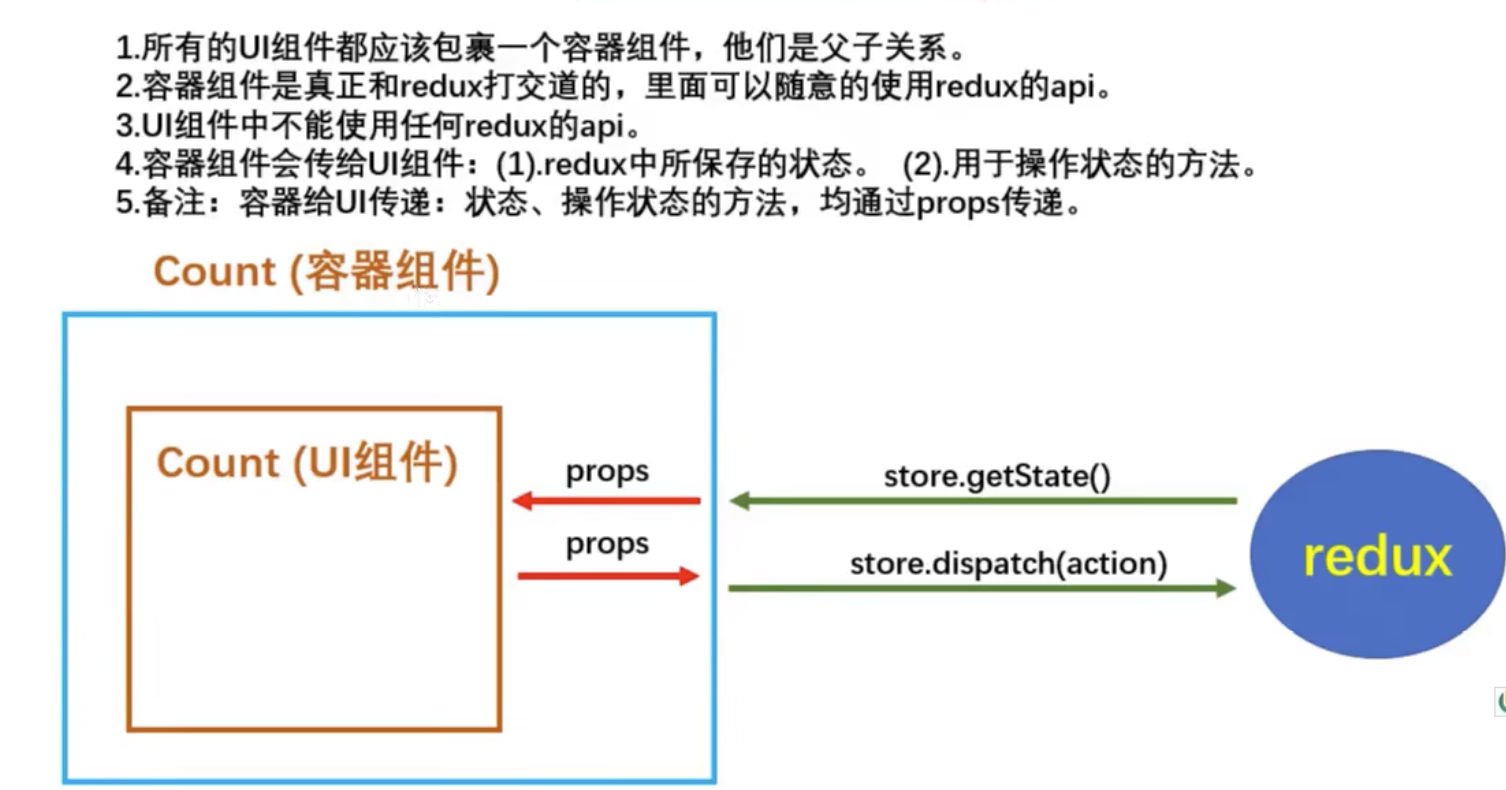 1.所有的UI组件都应该包裹一个容器组件，他们是父子关系。
2.容器组件是真正和redux打交道的，里面可以随意的使用redux的api。
3.UI组件中不能使用任何redux的api。
4.容器组件会传给UI组件：(1).redux中所保存的状态。 (2).用于操作状态的方法。
5.备注：容器给UI传递：状态、操作状态的方法，均通过props传递。
Count (容器组件)
Count (UI组件)
props
store.getState()
props
store.dispatch(action)
redux